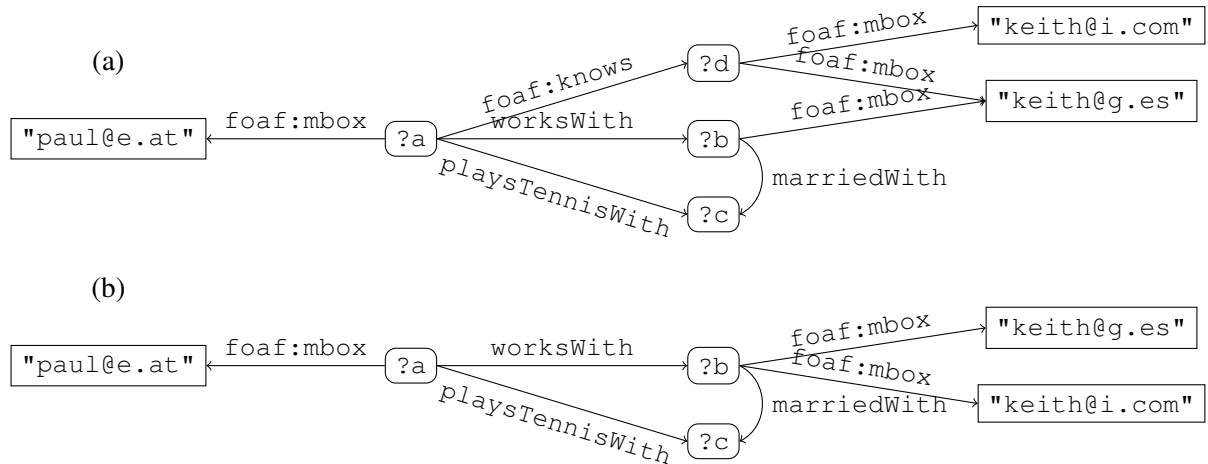 (a)
"paul@e.at"
foaf:mbox
?a
foaf:knows
worksWith
playsTennisWith
?d
?b
?c
marriedWith
foaf:mbox
foaf:mbox
foaf:mbox
"keith@i.com"
"keith@g.es"
(b)
"paul@e.at"
foaf:mbox
?a
worksWith
playsTennisWith
?b
?c
marriedWith
foaf:mbox
foaf:mbox
"keith@g.es"
"keith@i.com"